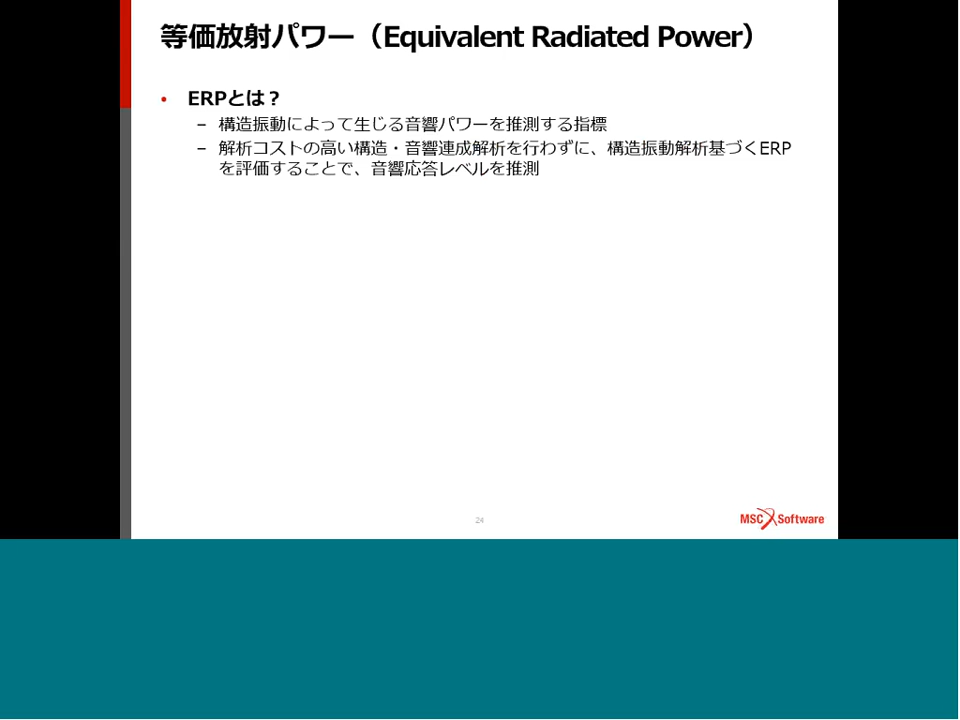 等価放射パワー（Equivalent Radiated Power）
• ERPとは？
– 構造振動によって生じる音響パワーを推測する指標
– 解析コストの高い構造・音響連成解析を行わずに、構造振動解析基づくERP
を評価することで、音響応答レベルを推測
24
MSC Software